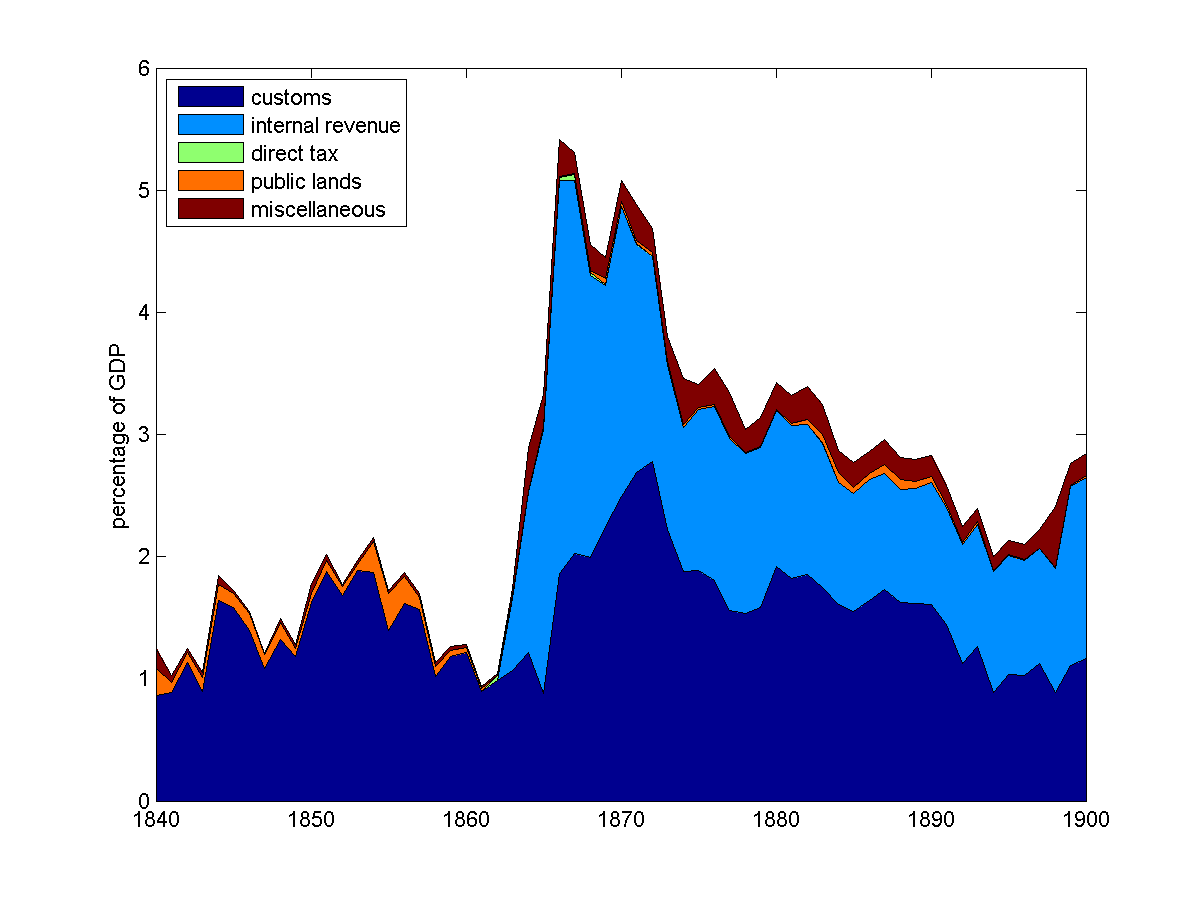 6
5
4
3
2
1
0
percentage of GDP
customs
internal revenue
direct tax
public lands
miscellaneous
1840 1850 1860 1870 1880 1890 1900